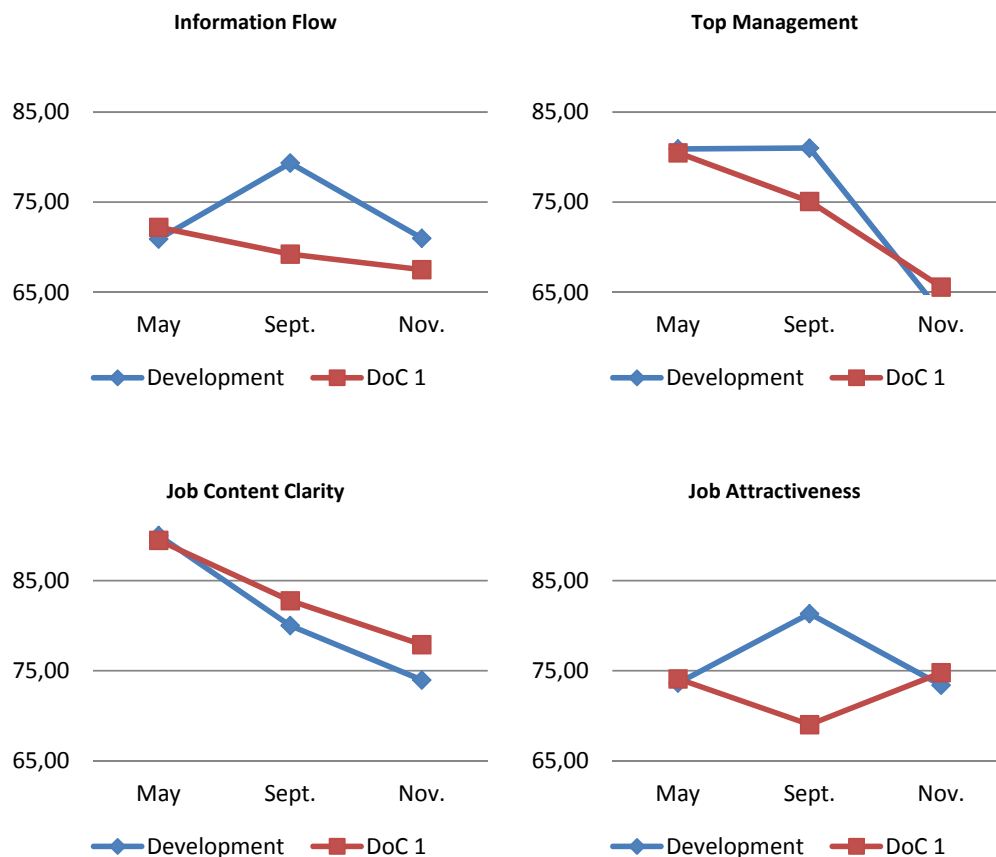 Information Flow
85,00
75,00
65,00
May Sept. Nov.
Development DoC 1
Top Management
85,00
75,00
65,00
May Sept. Nov.
Development DoC 1
Job Content Clarity
85,00
75,00
65,00
May Sept. Nov.
Development DoC 1
Job Attractiveness
85,00
75,00
65,00
May Sept. Nov.
Development DoC 1